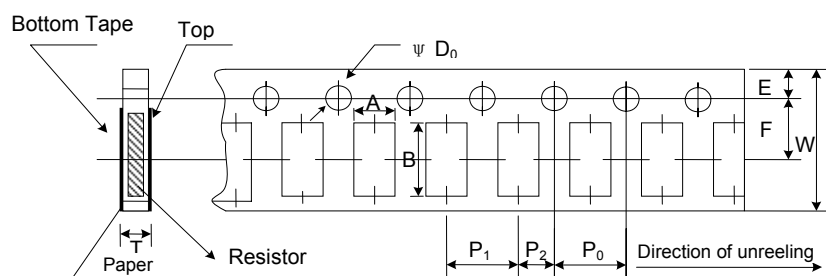 Bottom Tape
Top
ψ D₀
A
E
F
W
B
T
Paper
Resistor
P₁
P₂
P₀
Direction of unreeling